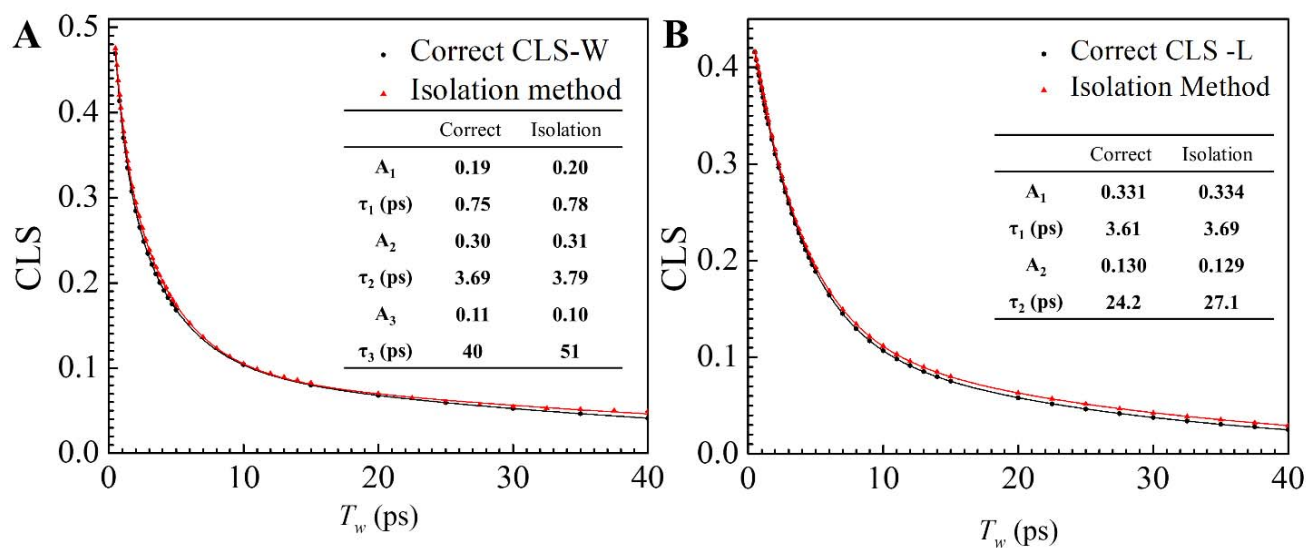 A
0.5
0.4
0.3
0.2
0.1
0.0
CLS
Correct CLS-W
Isolation method
Correct Isolation
A1 0.19 0.20
τ1 (ps) 0.75 0.78
A2 0.30 0.31
τ2 (ps) 3.69 3.79
A3 0.11 0.10
τ3 (ps) 40 51
0 10 20 30 40
Tw (ps)
B
0.4
0.3
0.2
0.1
0.0
CLS
Correct CLS -L
Isolation Method
Correct Isolation
A1 0.331 0.334
τ1 (ps) 3.61 3.69
A2 0.130 0.129
τ2 (ps) 24.2 27.1
0 10 20 30 40
Tw (ps)